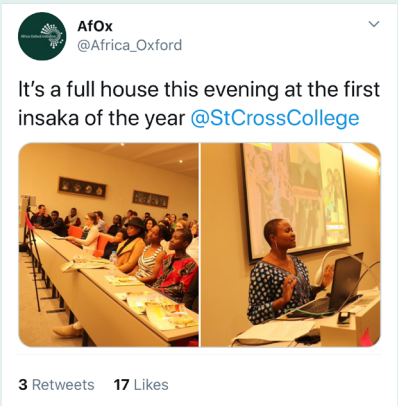 AfOx
@Africa_Oxford
It's a full house this evening at the first
insaka of the year @StCrossCollege
3 Retweets 17 Likes